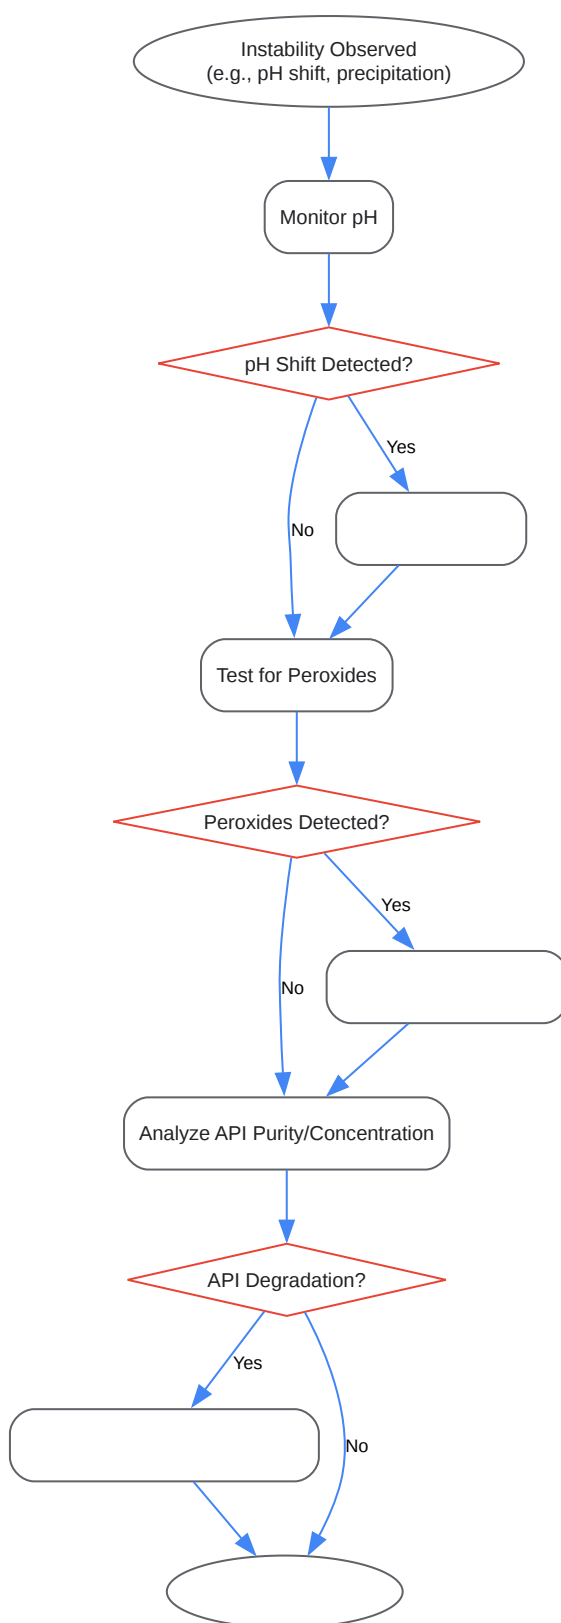 Instability Observed
(e.g., pH shift, precipitation)
Monitor pH
pH Shift Detected?
Yes
No
Test for Peroxides
Peroxides Detected?
Yes
No
Analyze API Purity/Concentration
API Degradation?
Yes
No